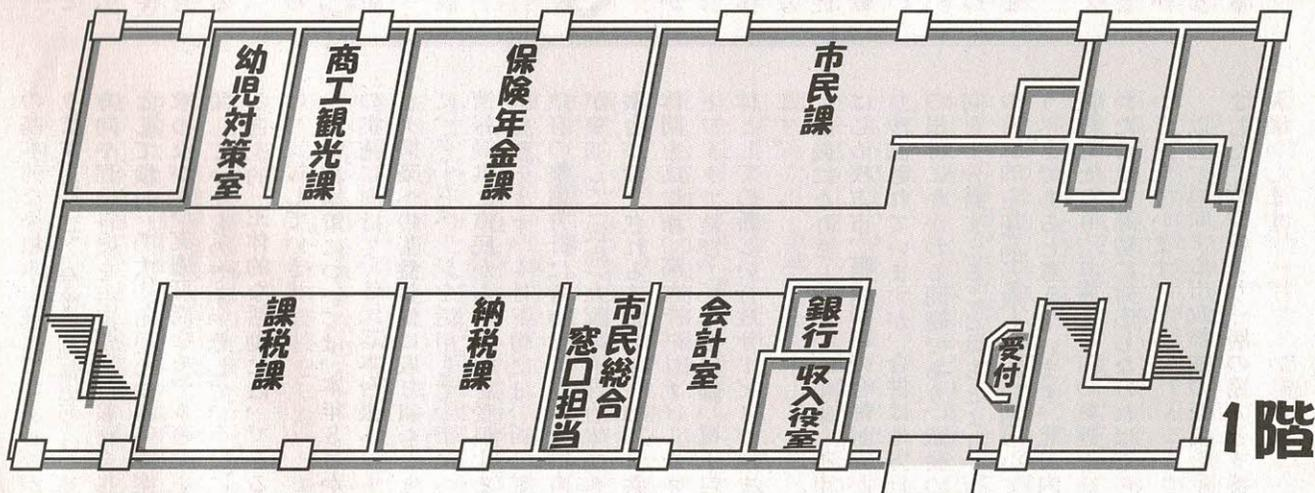 幼児対策室
商工観光課
保険年金課
市民課
課税課
納税課
市民総合
窓口担当
会計室
銀行
収入役室
受付
1階